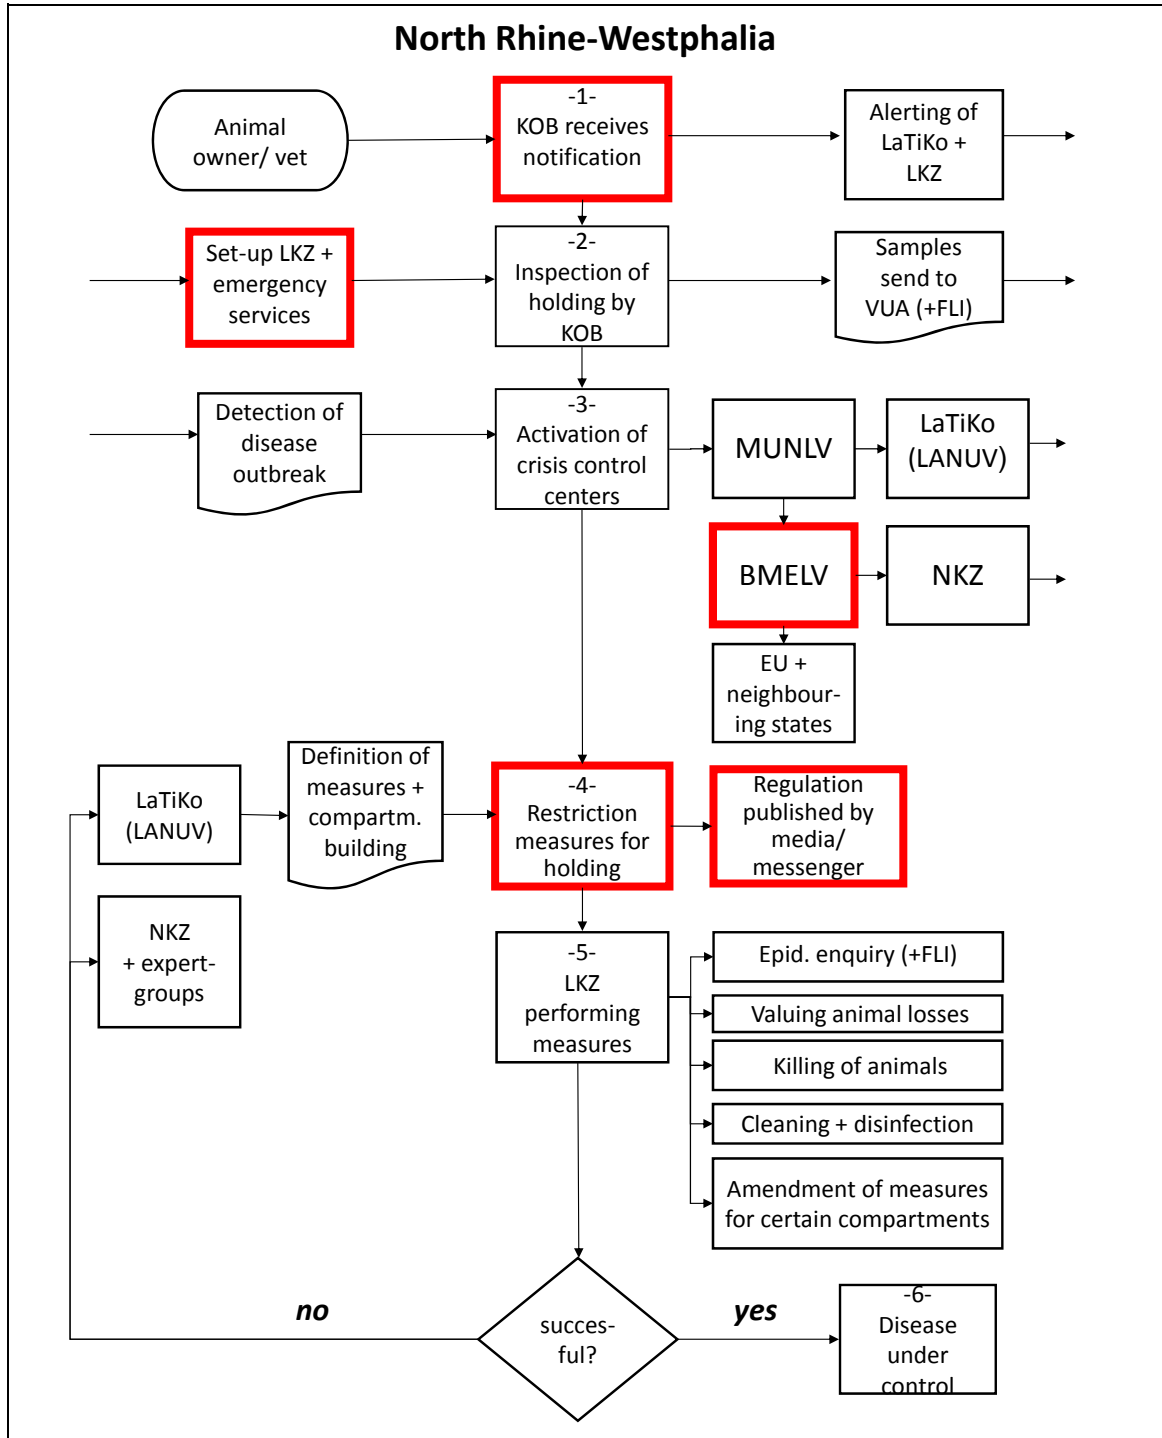 North Rhine-Westphalia
Animal
owner/ vet
-1-
KOB receives
notification
Alerting of
LaTiKo +
LKZ
Set-up LKZ +
emergency
services
-2-
Inspection of
holding by
KOB
Samples
send to
VUA (+FLI)
Detection of
disease
outbreak
-3-
Activation of
crisis control
centers
MUNLV
LaTiKo
(LANUV)
BMELV
NKZ
EU +
neighbour-
ing states
LaTiKo
(LANUV)
Definition of
measures +
compartm.
building
-4-
Restriction
measures for
holding
Regulation
published by
media/
messenger
NKZ
+ expert-
groups
-5-
LKZ
performing
measures
Epid. enquiry (+FLI)
Valuing animal losses
Killing of animals
Cleaning + disinfection
Amendment of measures
for certain compartments
no
succes-
ful?
yes
-6-
Disease
under
control